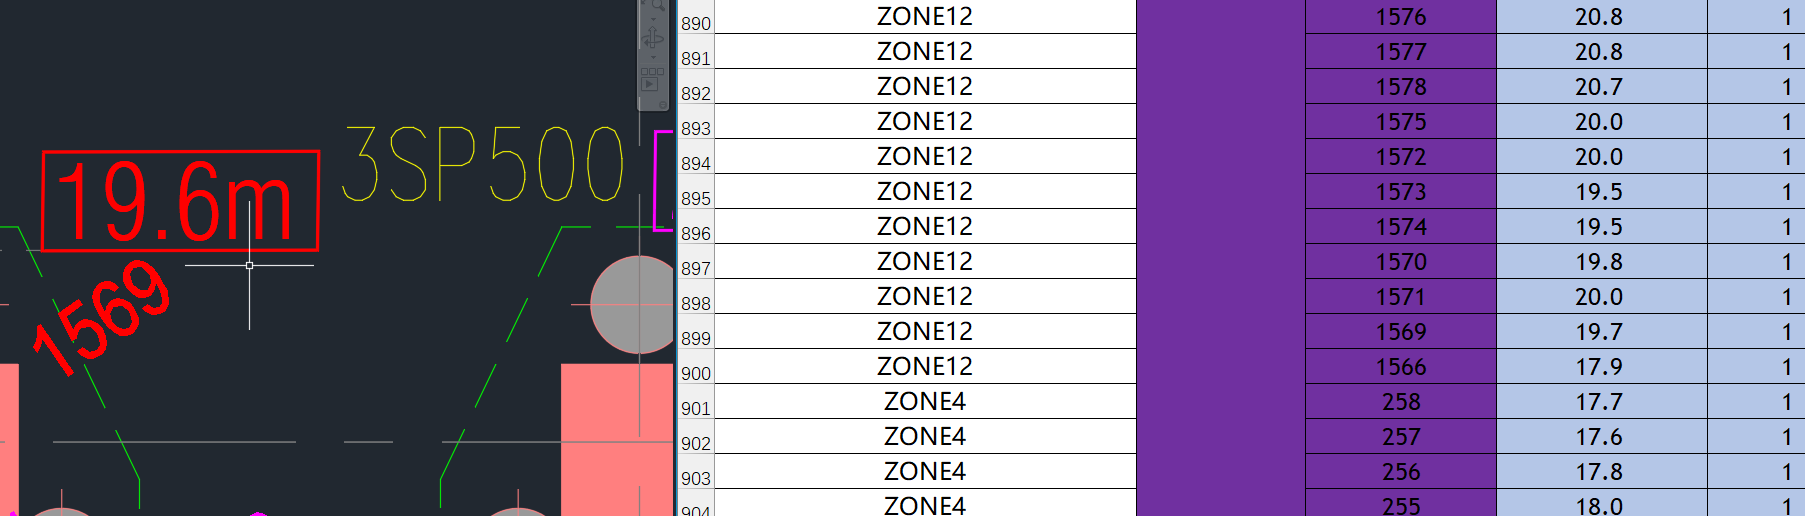 19.6m
3SP500
1569
890 ZONE12 1576 20.8 1
891 ZONE12 1577 20.8 1
892 ZONE12 1578 20.7 1
893 ZONE12 1575 20.0 1
894 ZONE12 1572 20.0 1
895 ZONE12 1573 19.5 1
896 ZONE12 1574 19.5 1
897 ZONE12 1570 19.8 1
898 ZONE12 1571 20.0 1
899 ZONE12 1569 19.7 1
900 ZONE12 1566 17.9 1
901 ZONE4 258 17.7 1
902 ZONE4 257 17.6 1
903 ZONE4 256 17.8 1
904 ZONE4 255 18.0 1